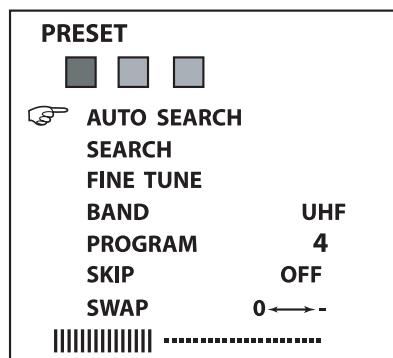 PRESET
AUTO SEARCH
SEARCH
FINE TUNE
BAND UHF
PROGRAM 4
SKIP OFF
SWAP 0⟷-